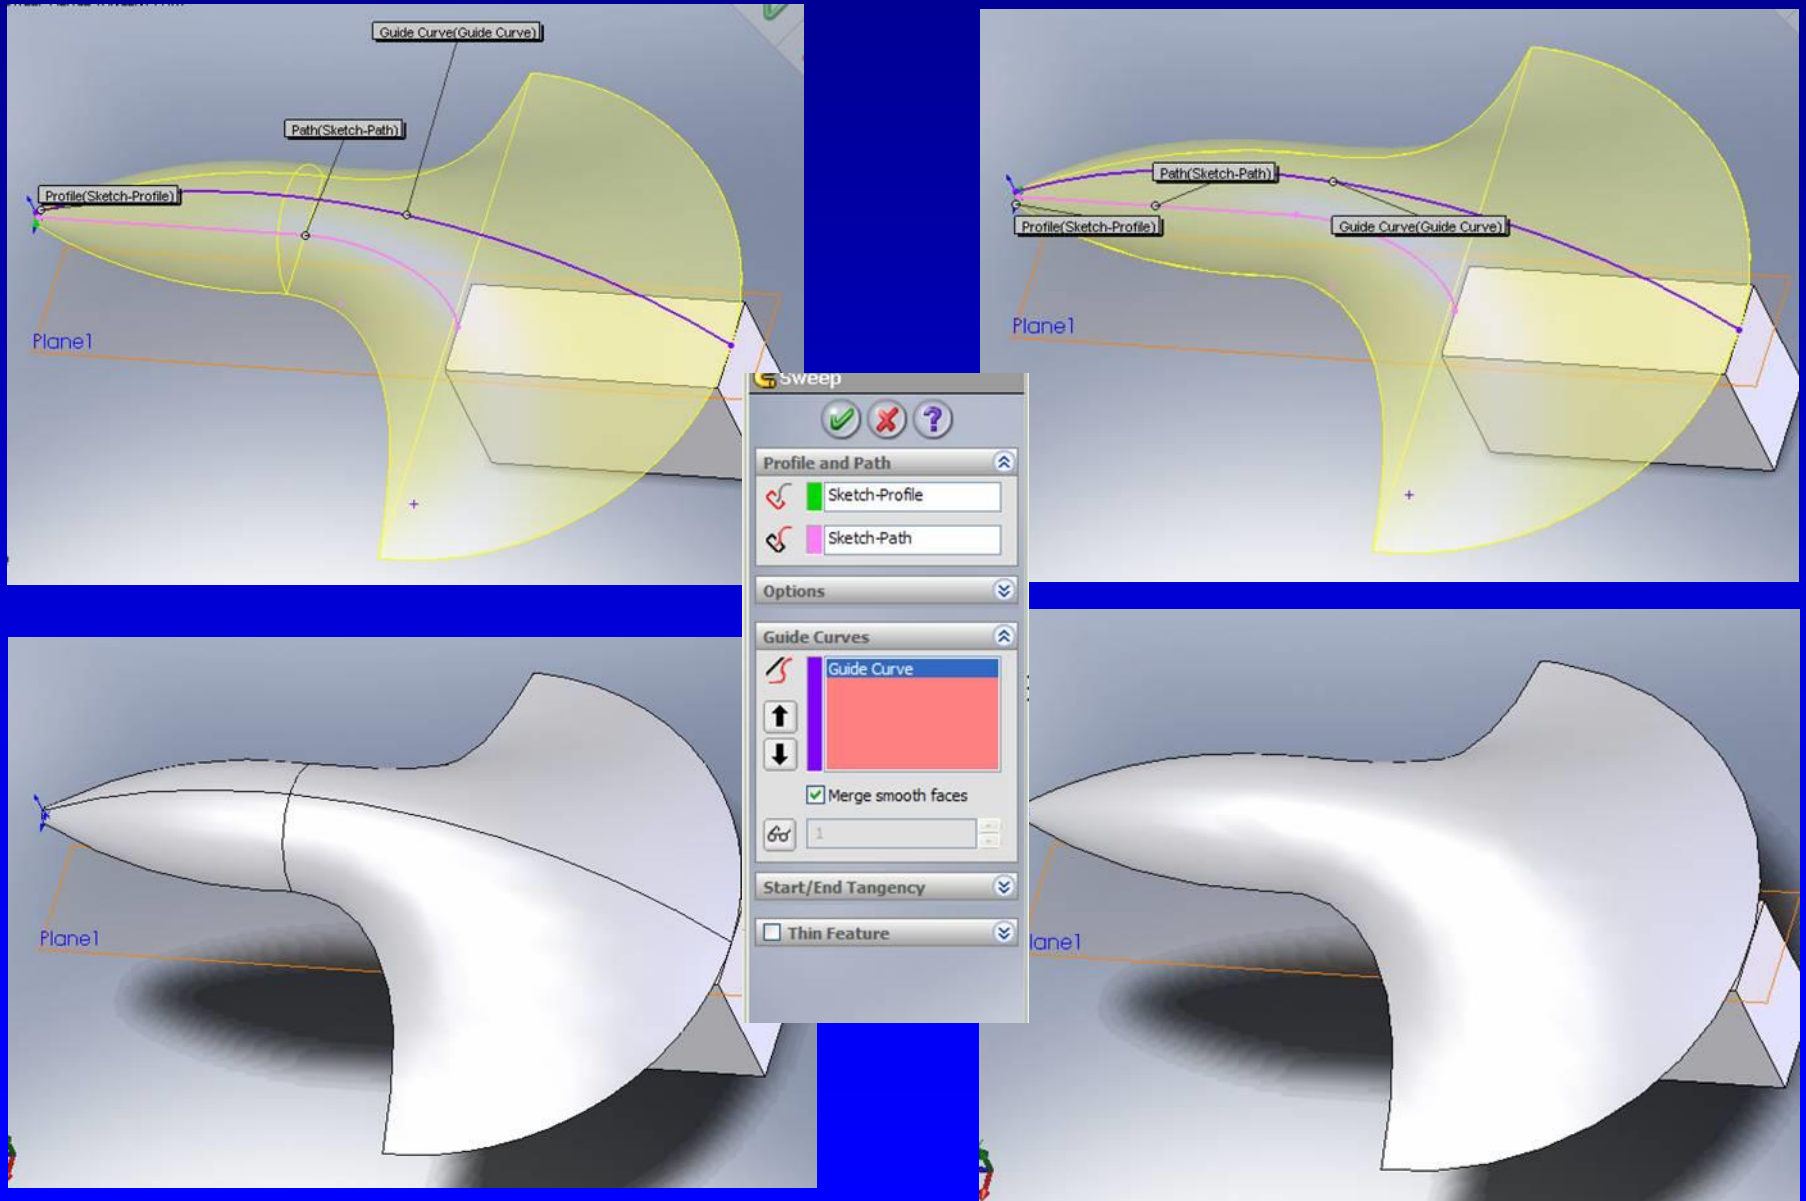 Guide Curve(Guide Curve)
Path(Sketch-Path)
Profile(Sketch-Profile)
Plane1
Path(Sketch-Path)
Profile(Sketch-Profile)
Guide Curve(Guide Curve)
Plane1
Sweep
Profile and Path
Sketch-Profile
Sketch-Path
Options
Guide Curves
Guide Curve
Merge smooth faces
1
Start/End Tangency
Thin Feature
Plane1
lane1